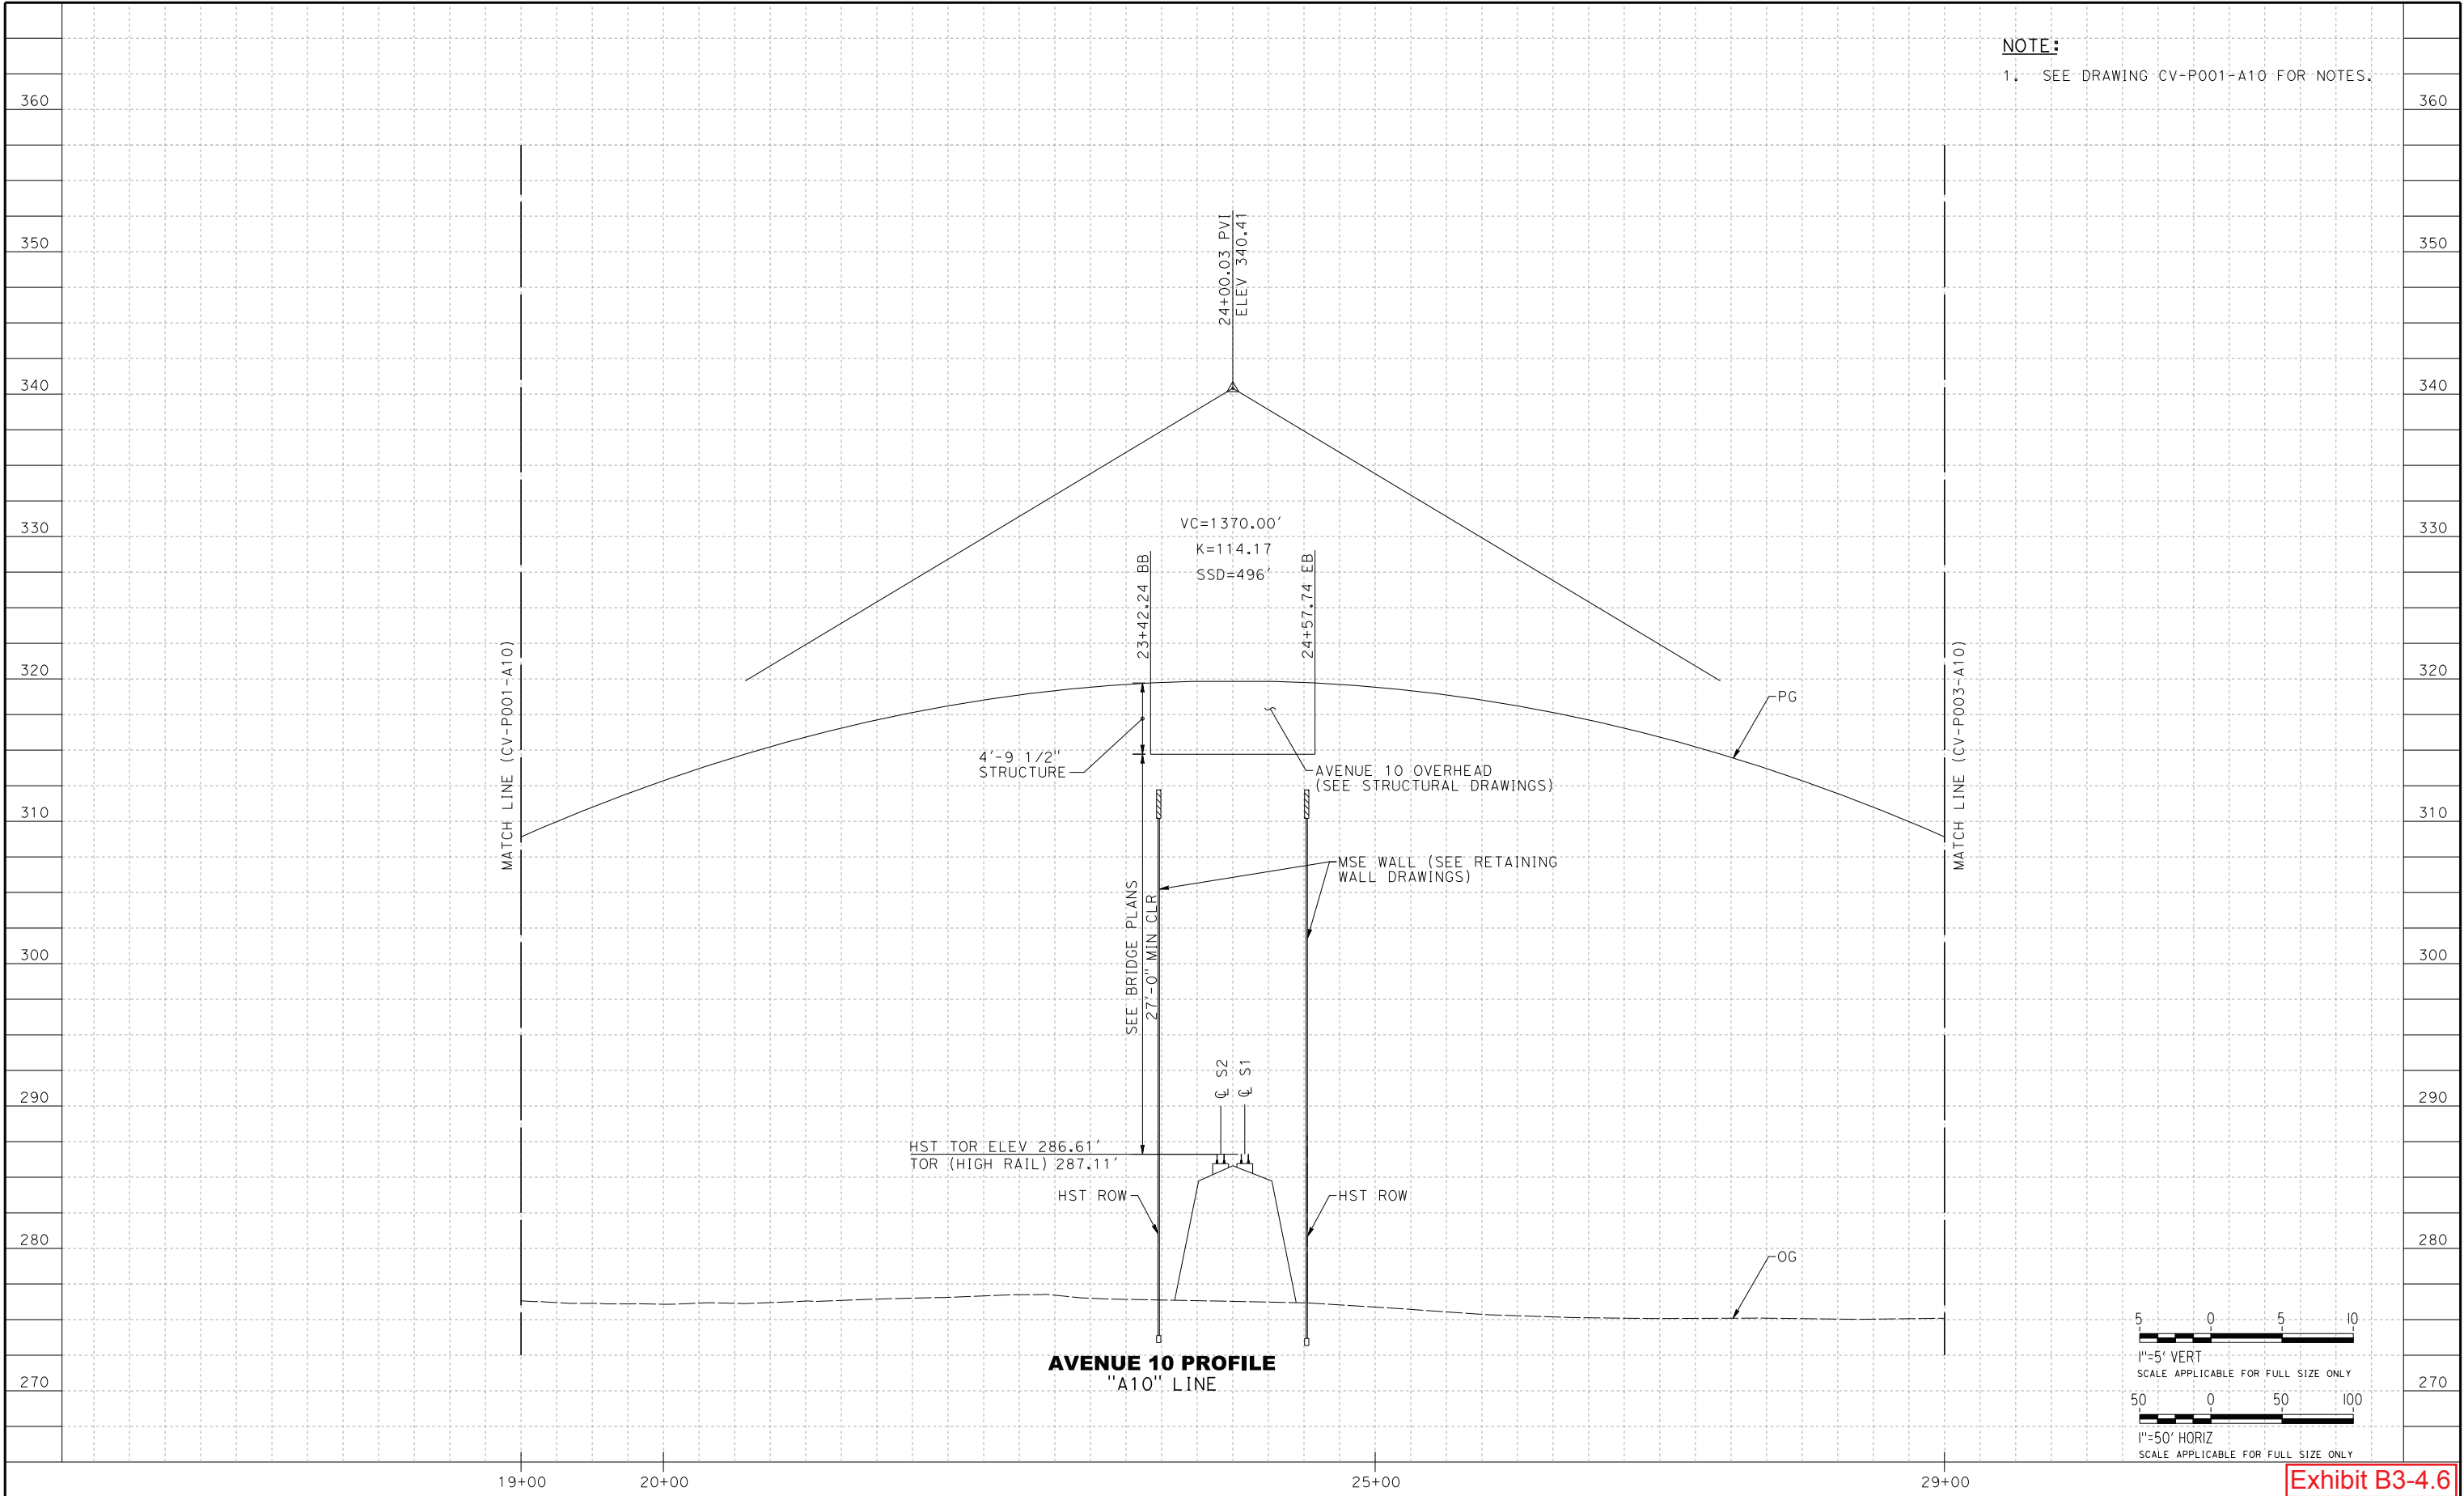 NOTE:
1. SEE DRAWING CV-P001-A10 FOR NOTES.
360
360
350
350
340
340
330
330
320
320
310
310
300
300
290
290
280
280
270
270
24+00.03 PVI
ELEV 340.41
VC=1370.00'
K=114.17
SSD=496'
23+42.24 BB
24+57.74 EB
MATCH LINE (CV-P001-A10)
MATCH LINE (CV-P003-A10)
PG
4'-9 1/2"
STRUCTURE
AVENUE 10 OVERHEAD
(SEE STRUCTURAL DRAWINGS)
MSE WALL (SEE RETAINING
WALL DRAWINGS)
SEE BRIDGE PLANS
27'-0" MIN CLR
℄ S2
℄ S1
HST TOR ELEV 286.61'
TOR (HIGH RAIL) 287.11'
HST ROW
HST ROW
OG
AVENUE 10 PROFILE
"A10" LINE
5 0 5 10
1"=5' VERT
SCALE APPLICABLE FOR FULL SIZE ONLY
50 0 50 100
1"=50' HORIZ
SCALE APPLICABLE FOR FULL SIZE ONLY
19+00
20+00
25+00
29+00
Exhibit B3-4.6